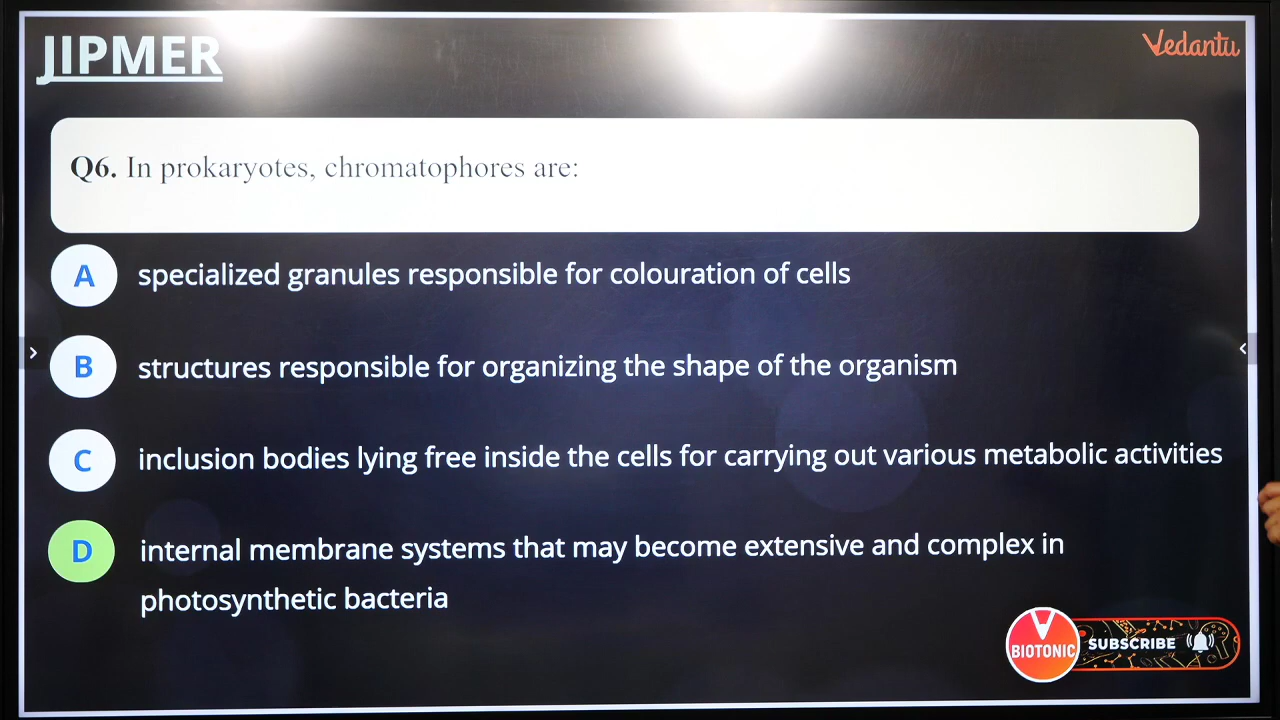 JIPMER
Vedantu
Q6. In prokaryotes, chromatophores are:
A specialized granules responsible for colouration of cells
B structures responsible for organizing the shape of the organism
C inclusion bodies lying free inside the cells for carrying out various metabolic activities
D internal membrane systems that may become extensive and complex in
photosynthetic bacteria
BIOTONIC SUBSCRIBE